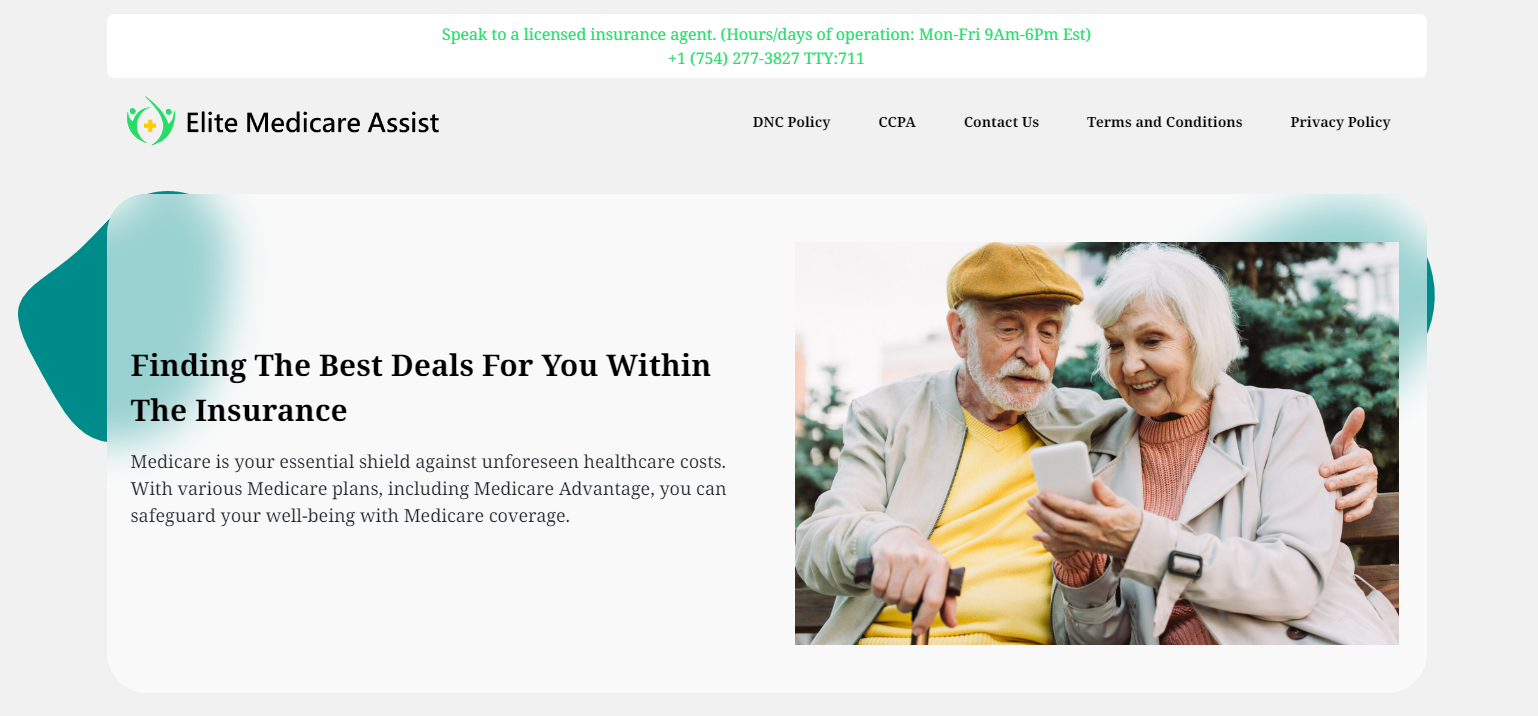 Speak to a licensed insurance agent. (Hours/days of operation: Mon-Fri 9Am-6Pm Est)
+1 (754) 277-3827 TTY:711
Elite Medicare Assist
DNC Policy
CCPA
Contact Us
Terms and Conditions
Privacy Policy
Finding The Best Deals For You Within
The Insurance
Medicare is your essential shield against unforeseen healthcare costs.
With various Medicare plans, including Medicare Advantage, you can
safeguard your well-being with Medicare coverage.